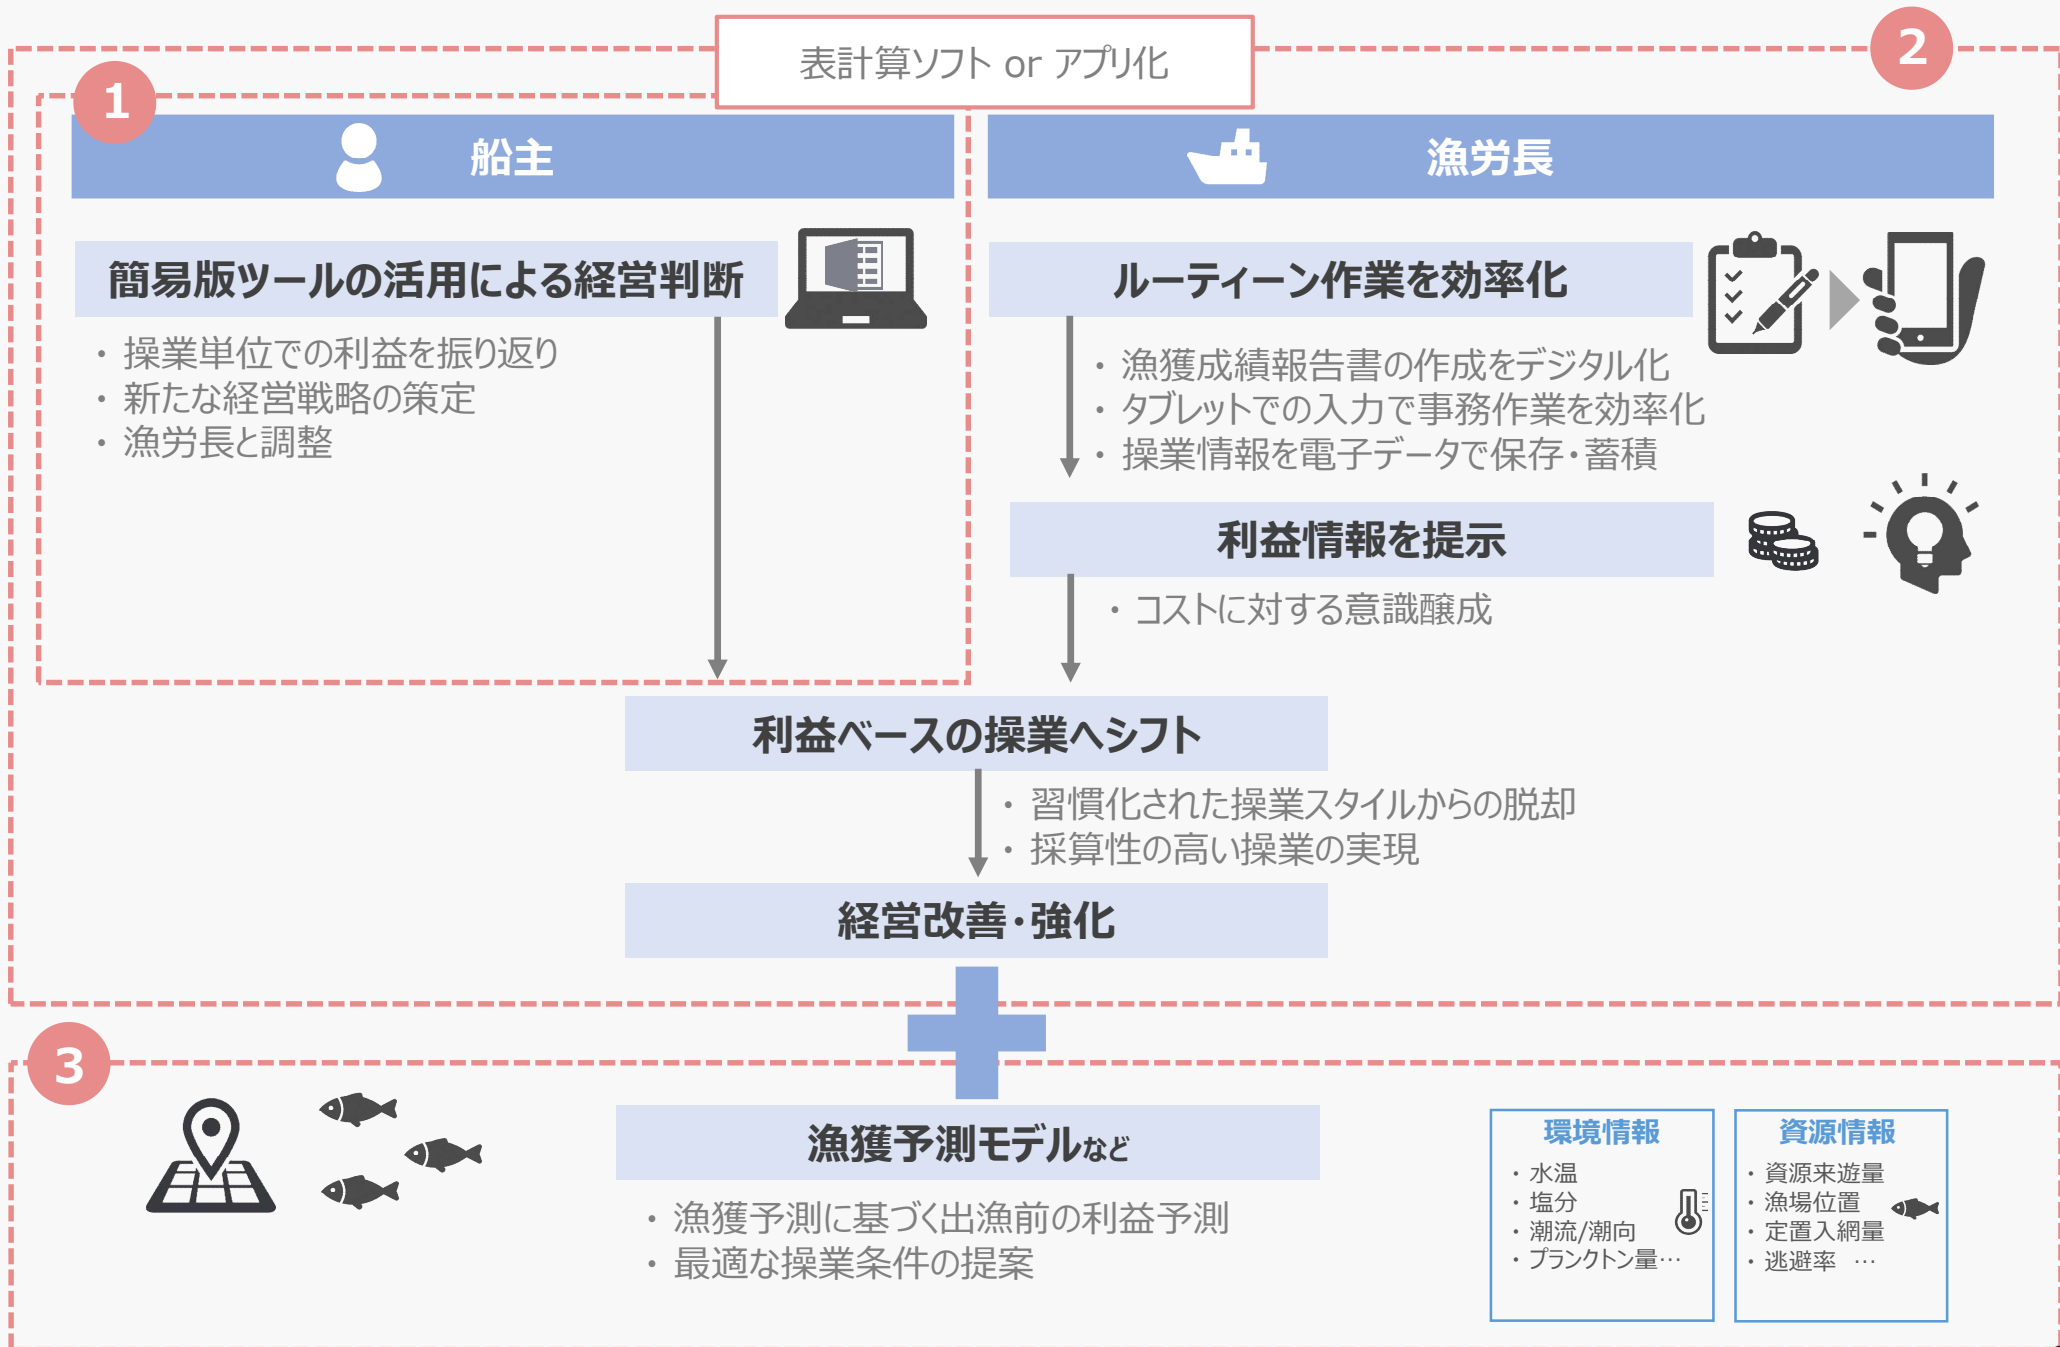 表計算ソフト or アプリ化
2
1
船主
簡易版ツールの活用による経営判断
・ 操業単位での利益を振り返り
・ 新たな経営戦略の策定
・ 漁労長と調整
漁労長
ルーティーン作業を効率化
・ 漁獲成績報告書の作成をデジタル化
・ タブレットでの入力で事務作業を効率化
・ 操業情報を電子データで保存・蓄積
利益情報を提示
・ コストに対する意識醸成
利益ベースの操業へシフト
・ 習慣化された操業スタイルからの脱却
・ 採算性の高い操業の実現
経営改善・強化
3
漁獲予測モデルなど
・ 漁獲予測に基づく出漁前の利益予測
・ 最適な操業条件の提案
環境情報
・ 水温
・ 塩分
・ 潮流/潮向
・ プランクトン量…
資源情報
・ 資源来遊量
・ 漁場位置
・ 定置入網量
・ 逃避率 …